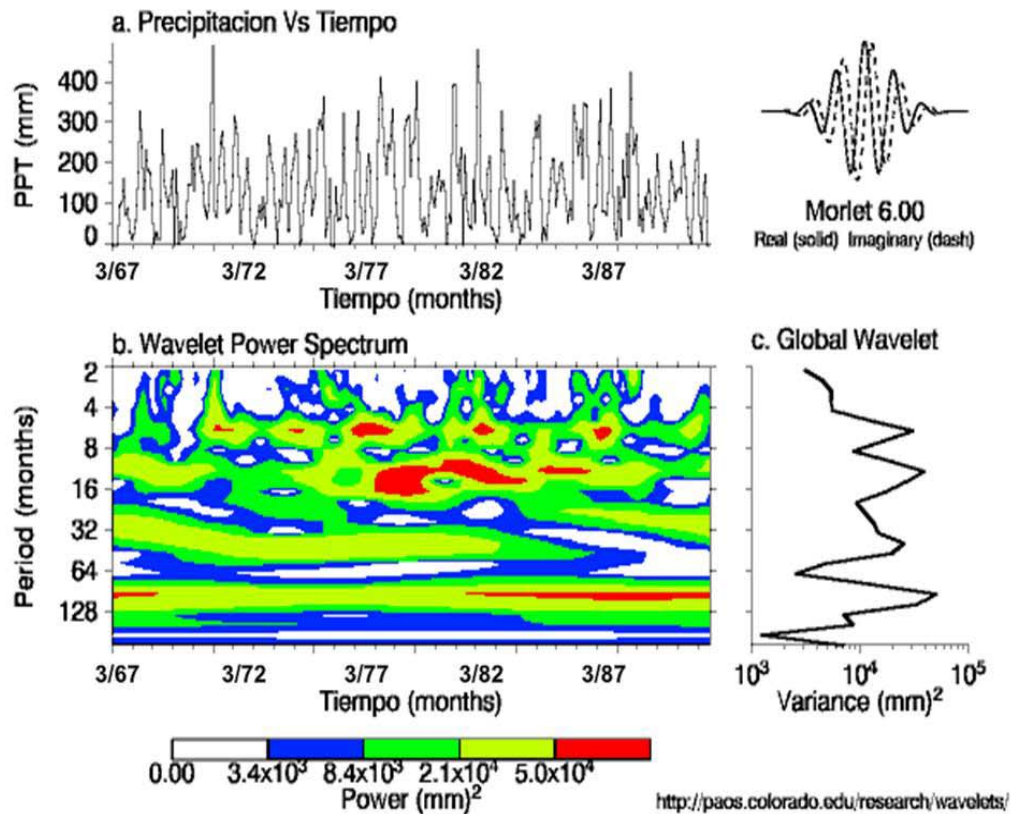 a. Precipitacion Vs Tiempo
PPT (mm)
400
300
200
100
0
3/67 3/72 3/77 3/82 3/87
Tiempo (months)
Morlet 6.00
Real (solid) Imaginary (dash)
b. Wavelet Power Spectrum
Period (months)
2
4
8
16
32
64
128
3/67 3/72 3/77 3/82 3/87
Tiempo (months)
c. Global Wavelet
10³ 10⁴ 10⁵
Variance (mm)²
0.00 3.4x10³ 8.4x10³ 2.1x10⁴ 5.0x10⁴
Power (mm)²
http://paos.colorado.edu/research/wavelets/